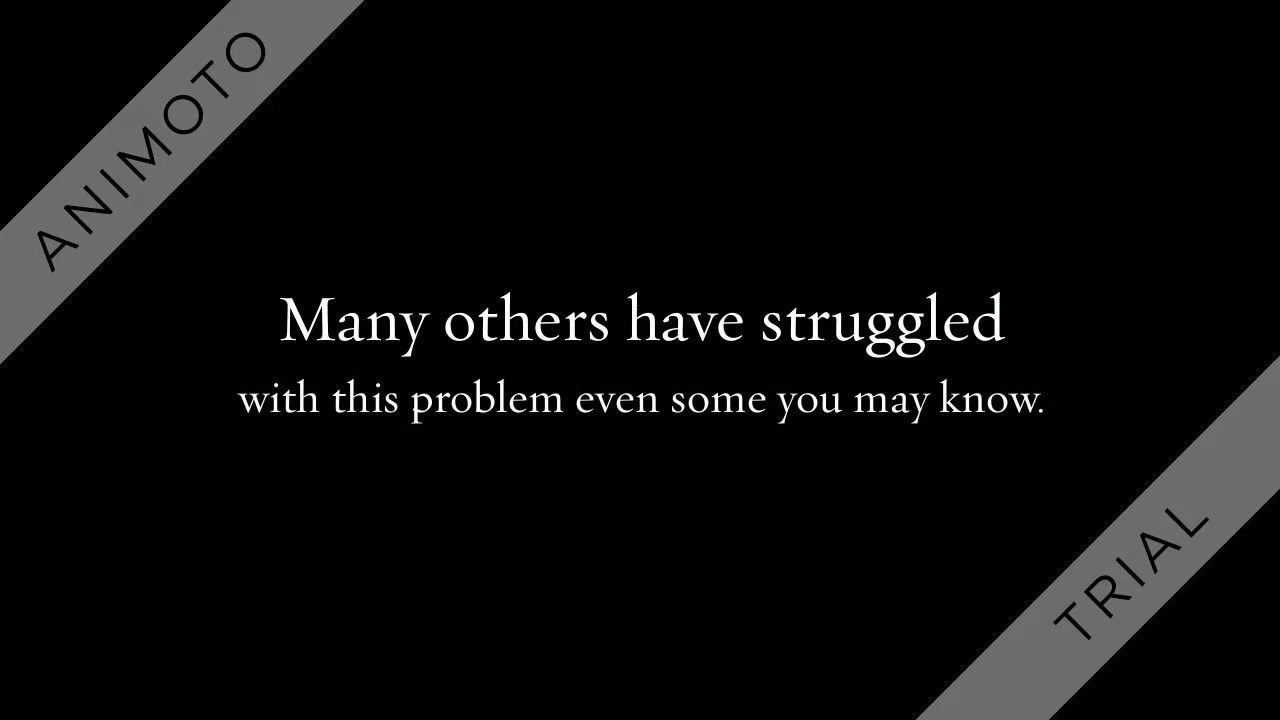 ANIMOTO
Many others have struggled
with this problem even some you may know.
TRIAL